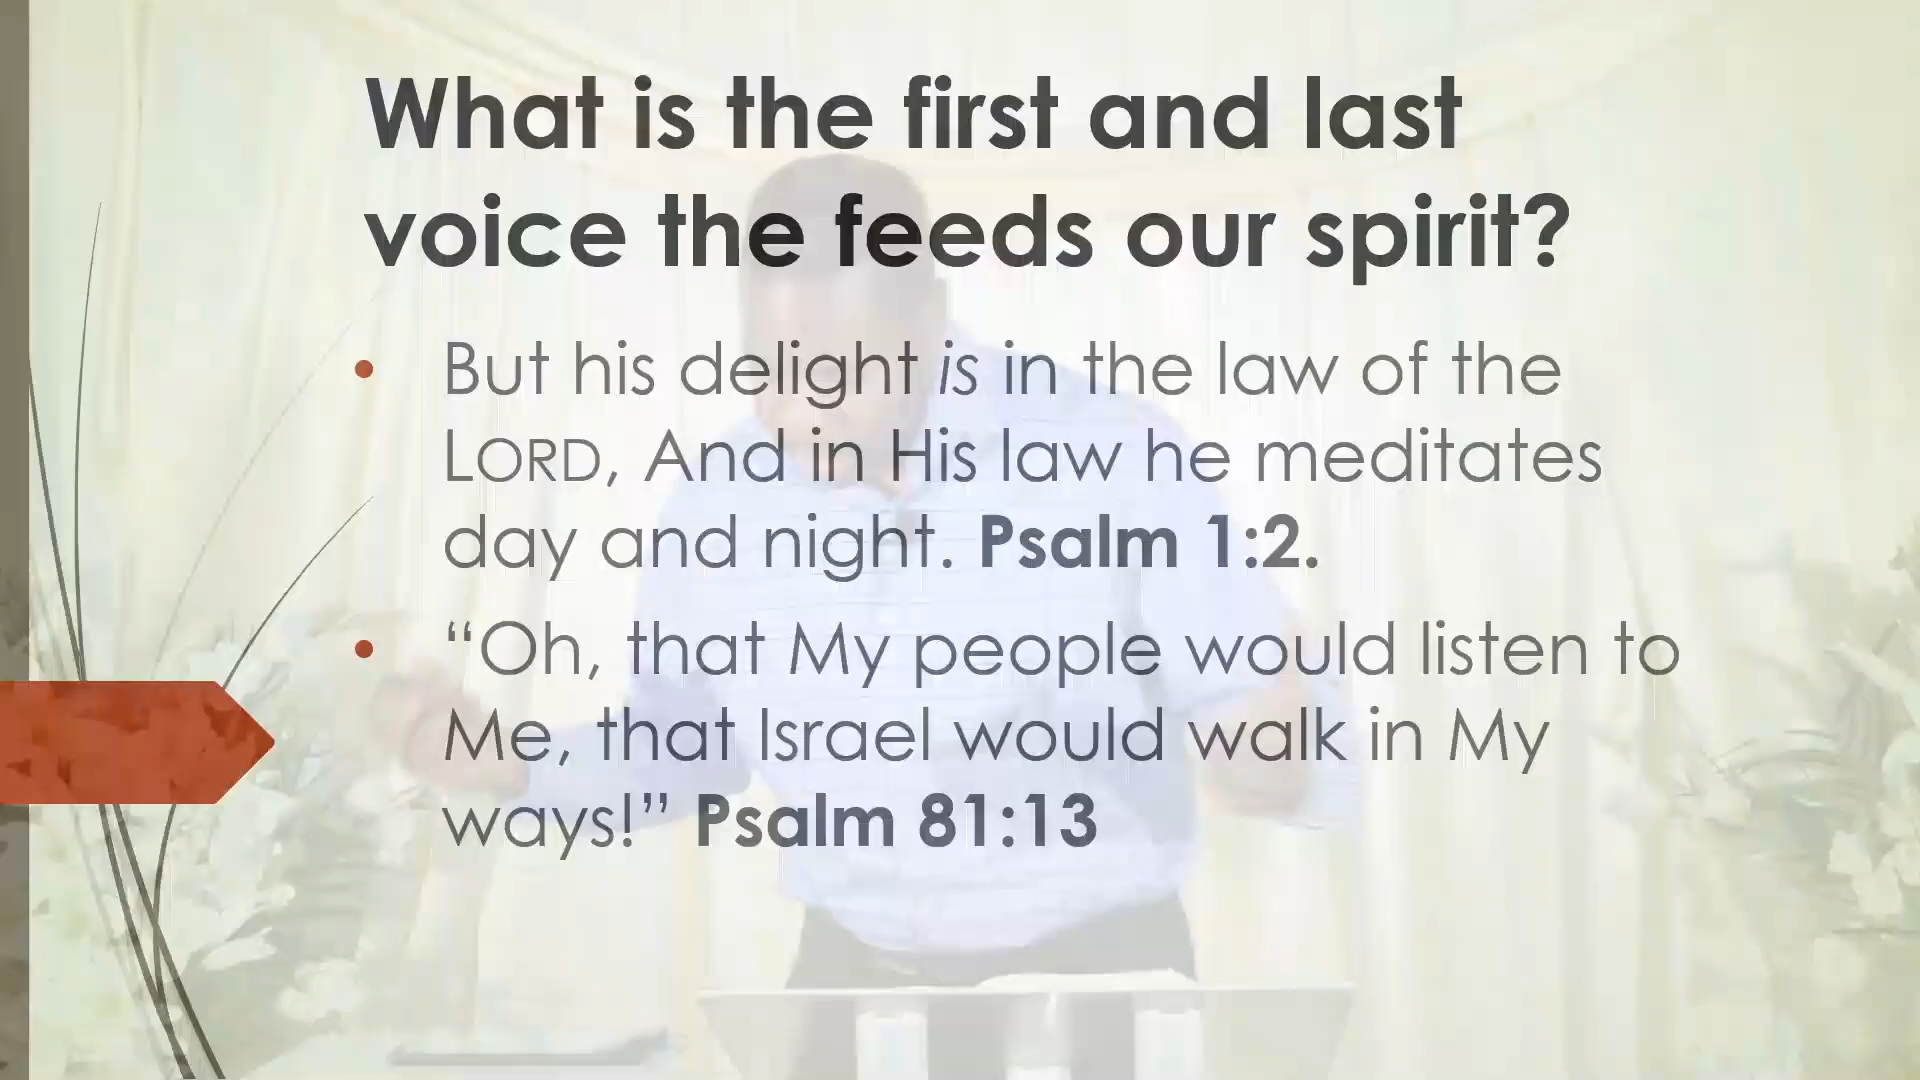 What is the first and last
voice the feeds our spirit?
• But his delight is in the law of the
LORD, And in His law he meditates
day and night. Psalm 1:2.
• “Oh, that My people would listen to
Me, that Israel would walk in My
ways!” Psalm 81:13